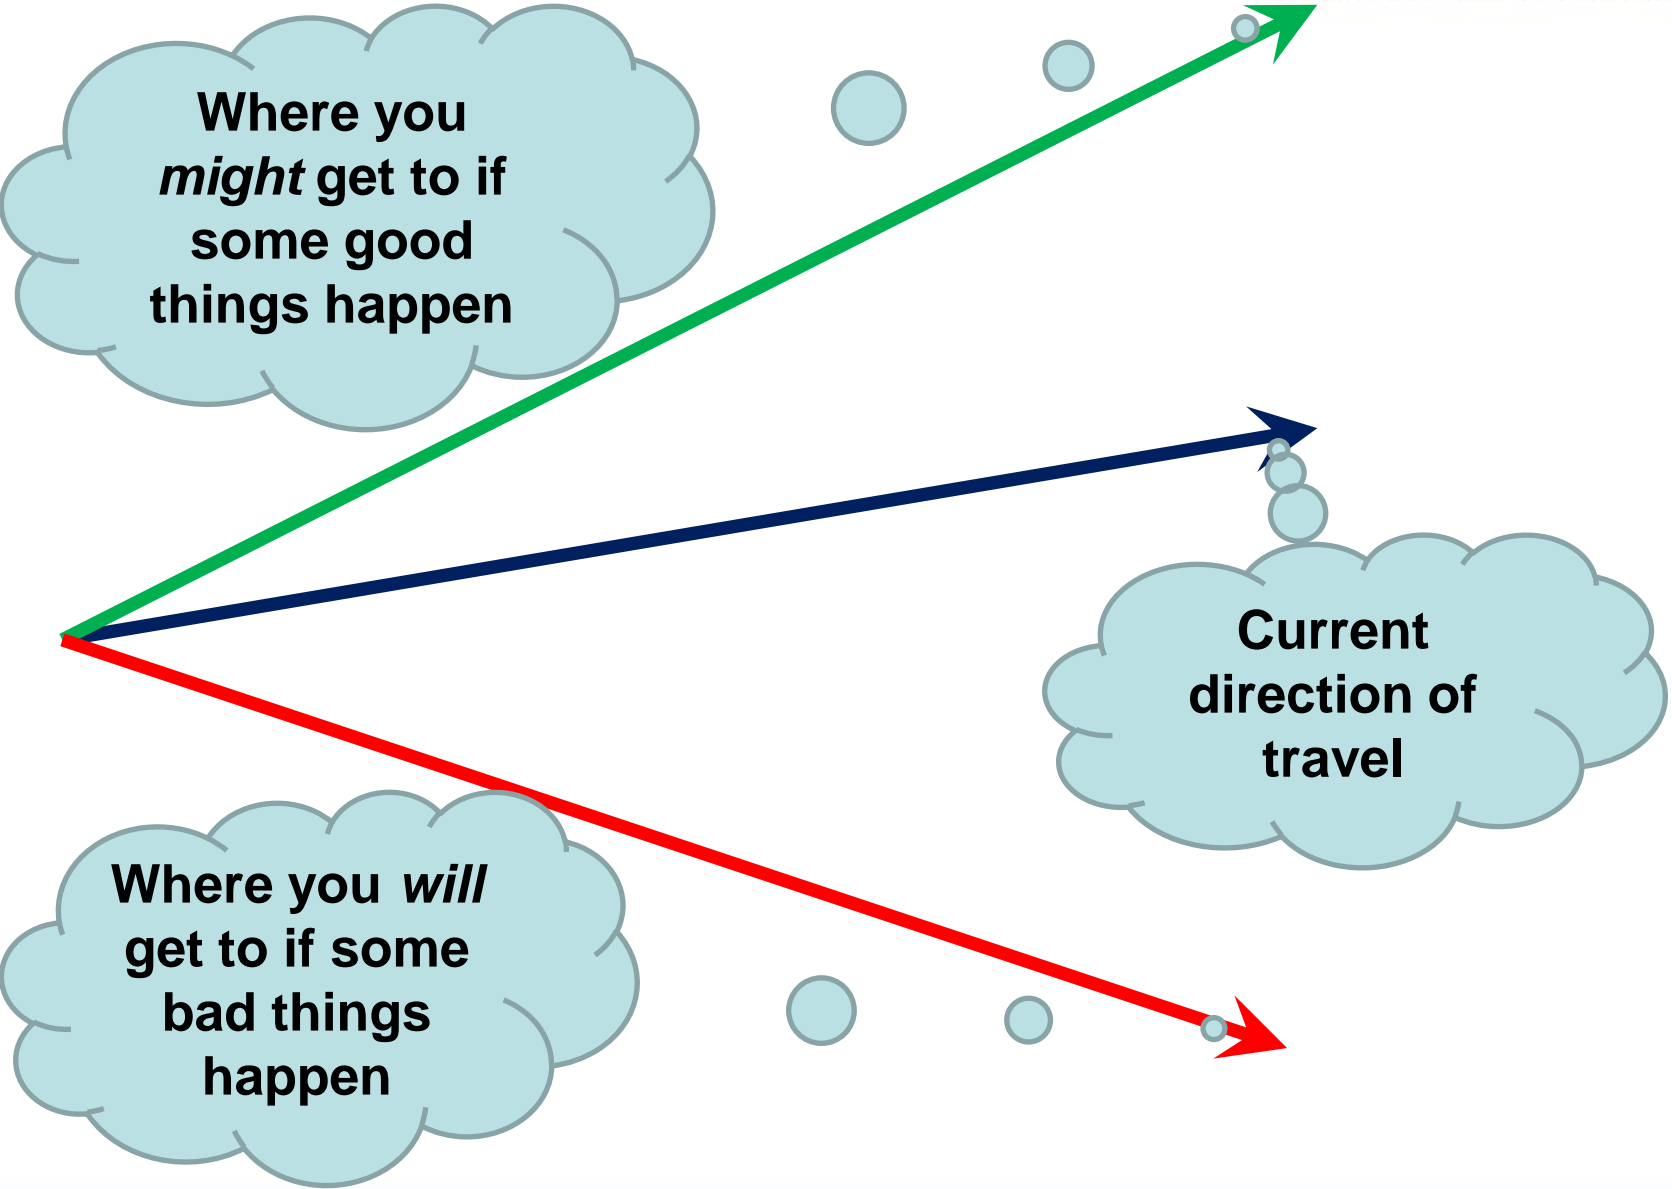 Where you
might get to if
some good
things happen
Current
direction of
travel
Where you will
get to if some
bad things
happen